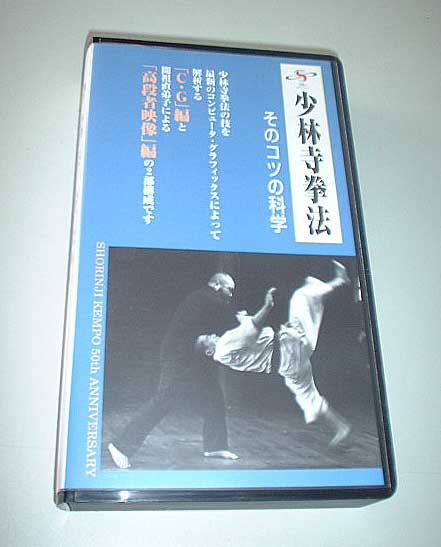 少林寺拳法
そのコツの科学
少林寺拳法の技を
最新のコンピュータ・グラフィックスによって
解析する
「C・G」編と
開祖直弟子による
「高段者映像」編の2部構成です
SHORINJI KEMPO 50th ANNIVERSARY